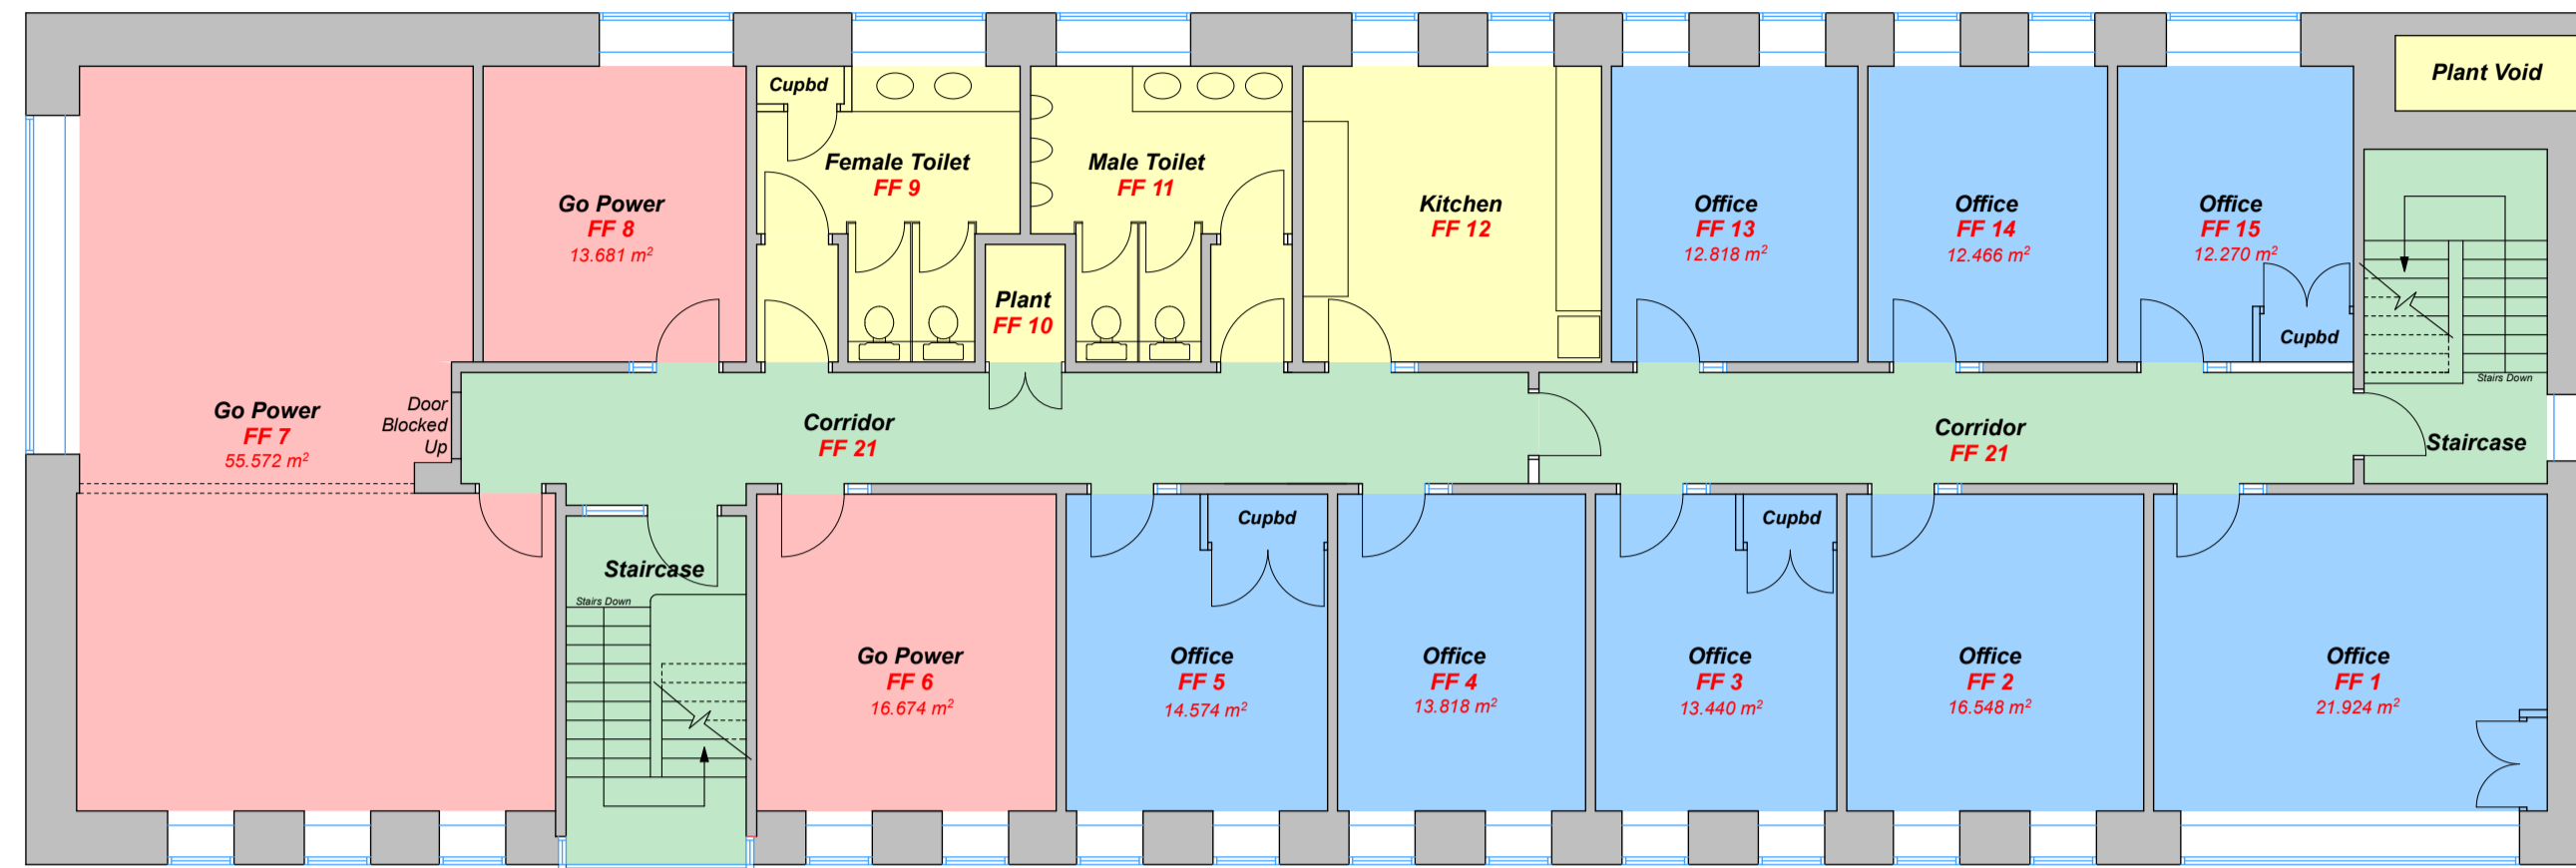 Plant Void
Cupbd
Female Toilet
FF 9
Male Toilet
FF 11
Go Power
FF 8
13.681 m²
Kitchen
FF 12
Office
FF 13
12.818 m²
Office
FF 14
12.466 m²
Office
FF 15
12.270 m²
Plant
FF 10
Cupbd
Stairs Down
Go Power
FF 7
55.572 m²
Door
Blocked
Up
Corridor
FF 21
Corridor
FF 21
Staircase
Staircase
Stairs Down
Cupbd
Cupbd
Go Power
FF 6
16.674 m²
Office
FF 5
14.574 m²
Office
FF 4
13.818 m²
Office
FF 3
13.440 m²
Office
FF 2
16.548 m²
Office
FF 1
21.924 m²